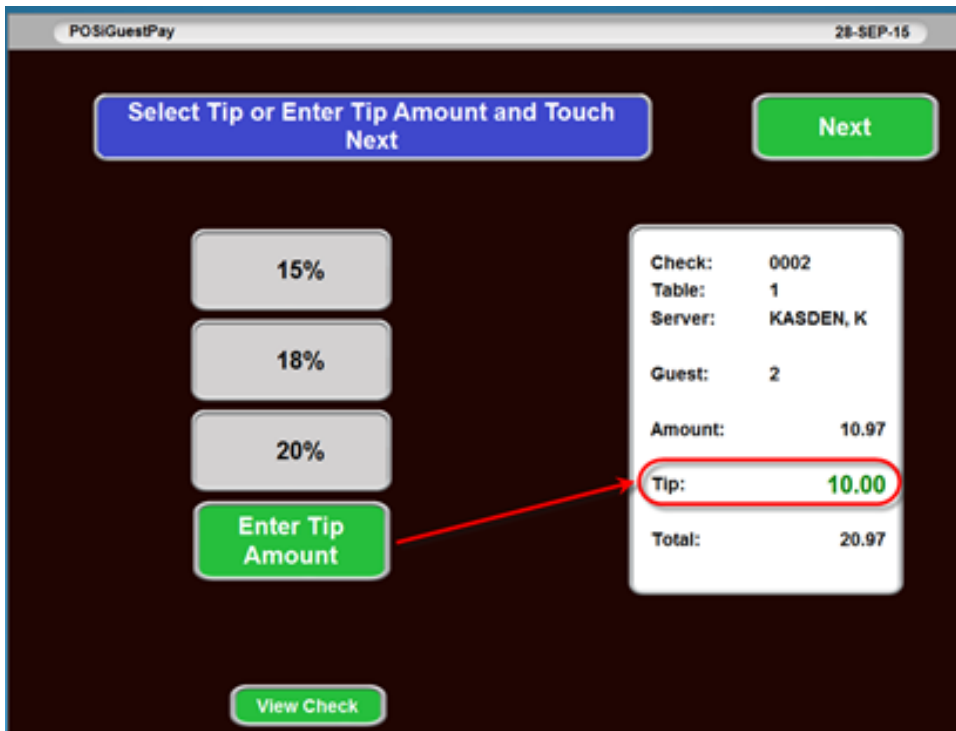 POSiGuestPay 28-SEP-15
Select Tip or Enter Tip Amount and Touch
Next
Next
15%
18%
20%
Enter Tip
Amount
View Check
Check: 0002
Table: 1
Server: KASDEN, K
Guest: 2
Amount: 10.97
Tip: 10.00
Total: 20.97